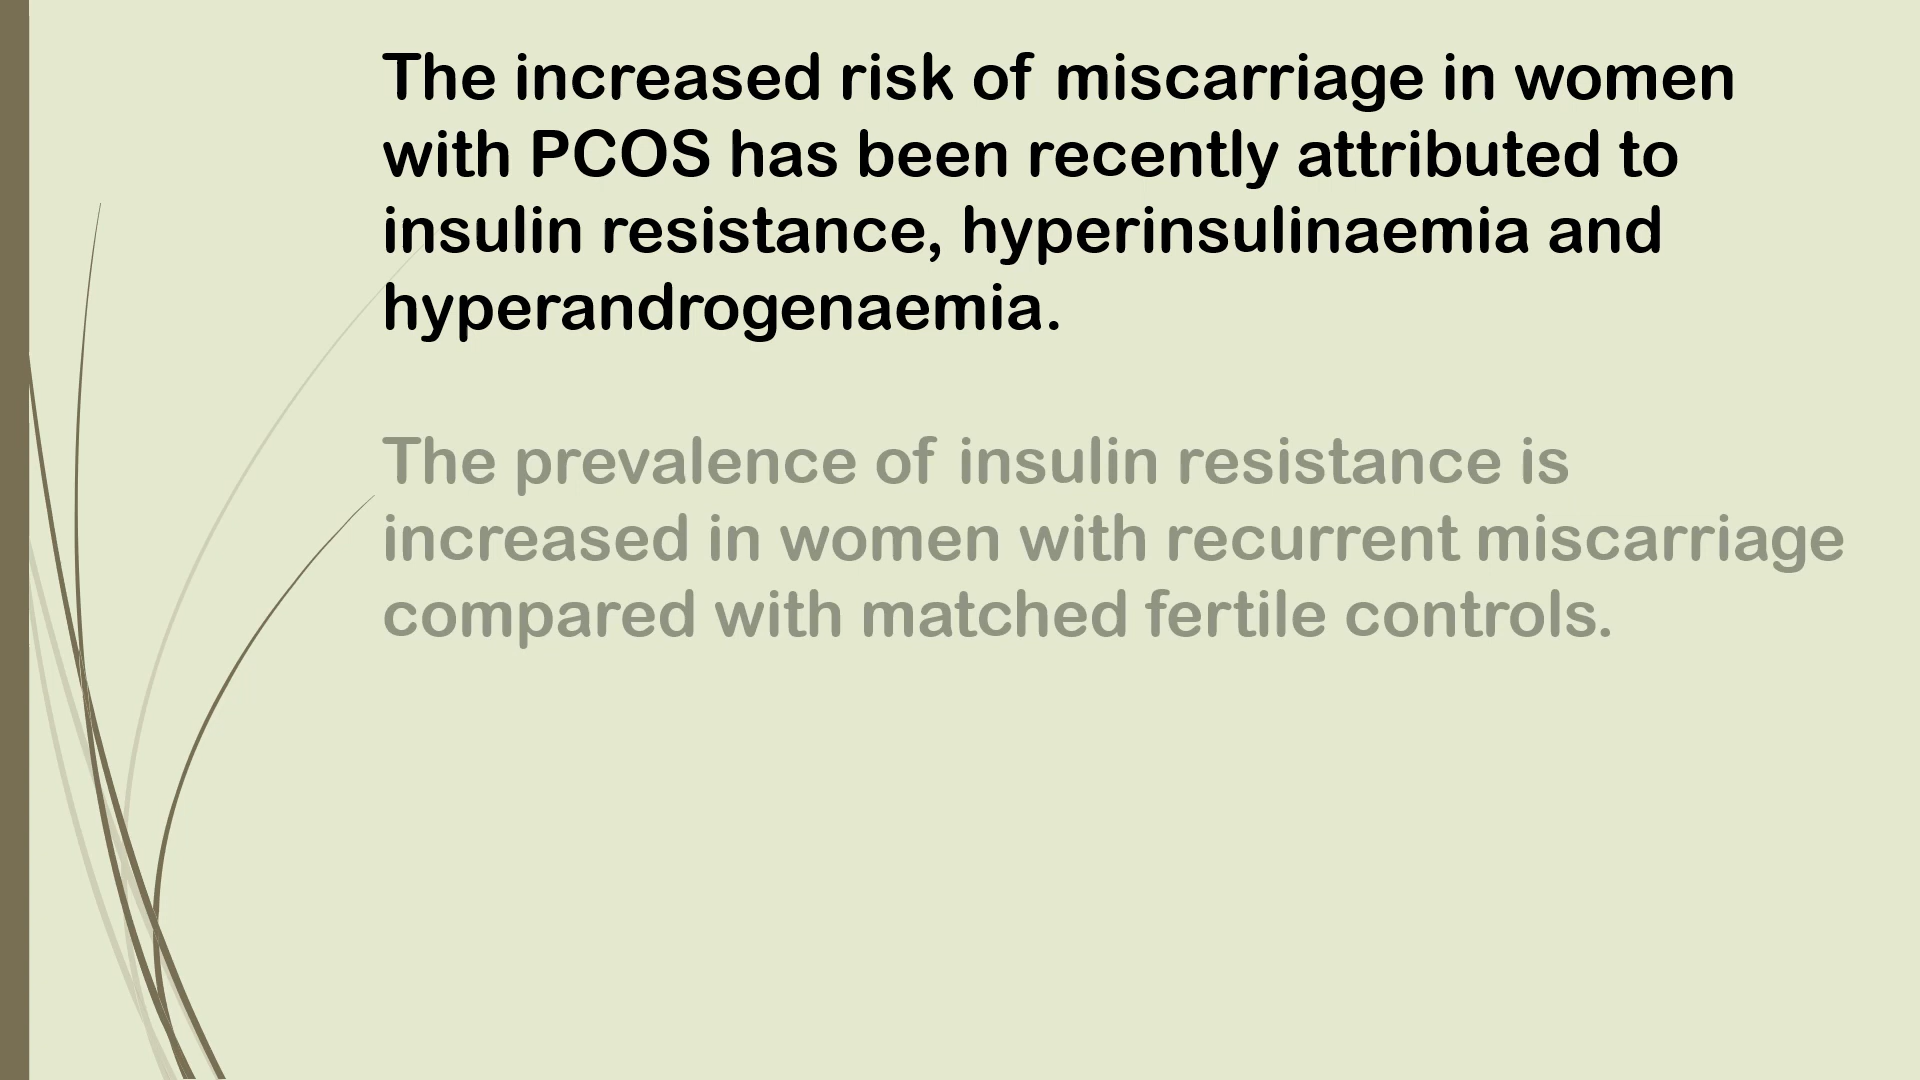 The increased risk of miscarriage in women
with PCOS has been recently attributed to
insulin resistance, hyperinsulinaemia and
hyperandrogenaemia.
The prevalence of insulin resistance is
increased in women with recurrent miscarriage
compared with matched fertile controls.